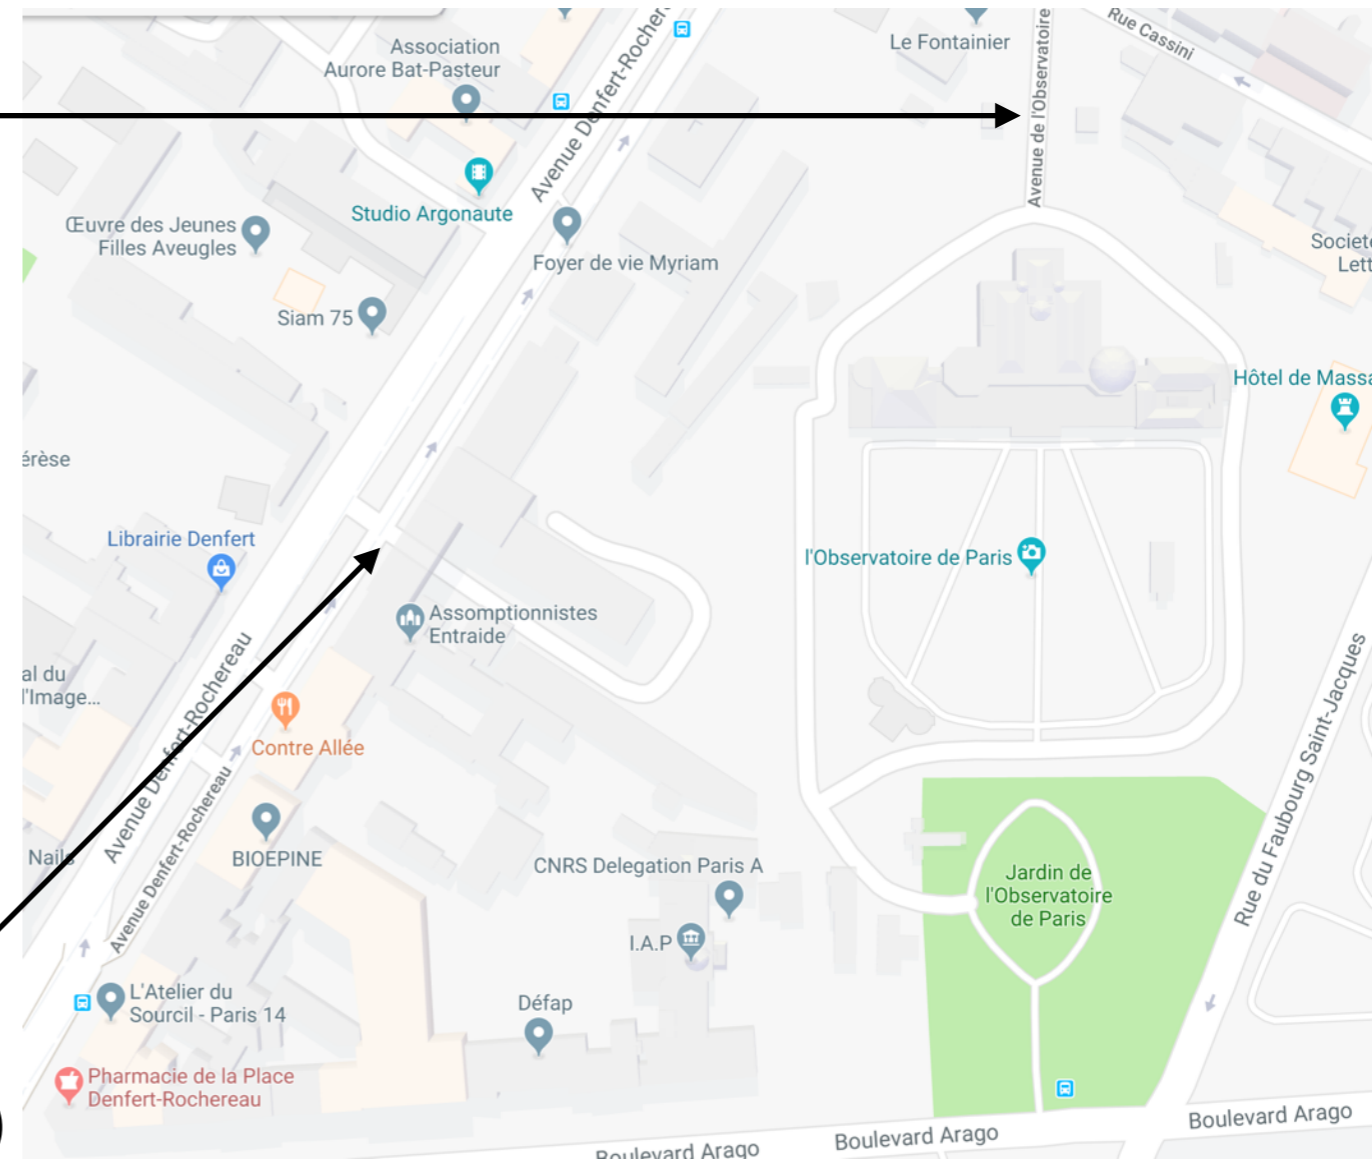 Association
Aurore Bat-Pasteur
Avenue Denfert-Rocher
Le Fontainier
Avenue de l'Observatoire
Rue Cassini
Studio Argonaute
Œuvre des Jeunes
Filles Aveugles
Foyer de vie Myriam
Societe
Lett
Siam 75
Hôtel de Massa
érèse
Librairie Denfert
l'Observatoire de Paris
Assomptionnistes
Entraide
al du
l'Image...
Avenue Denfert-Rochereau
Contre Allée
Rue du Faubourg Saint-Jacques
Avenue Denfert-Rochereau
Nails
BIOEPINE
CNRS Delegation Paris A
Jardin de
l'Observatoire
de Paris
I.A.P
L'Atelier du
Sourcil - Paris 14
Défap
Pharmacie de la Place
Denfert-Rochereau
Boulevard Arago
Boulevard Arago
Boulevard Arago